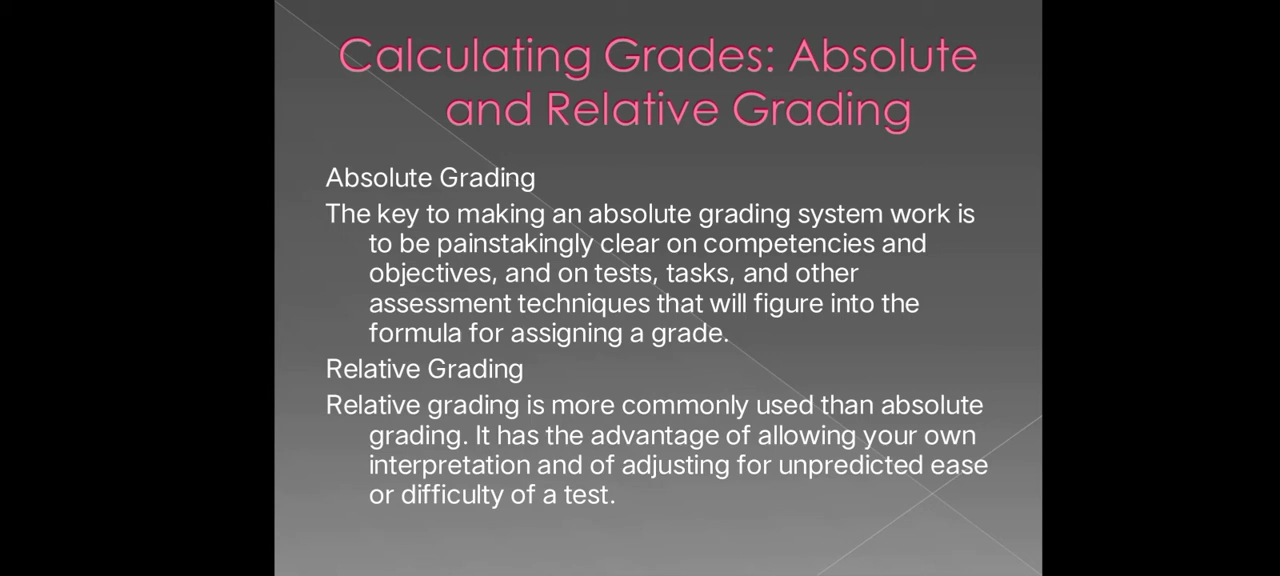 Calculating Grades: Absolute
and Relative Grading
Absolute Grading
The key to making an absolute grading system work is
to be painstakingly clear on competencies and
objectives, and on tests, tasks, and other
assessment techniques that will figure into the
formula for assigning a grade.
Relative Grading
Relative grading is more commonly used than absolute
grading. It has the advantage of allowing your own
interpretation and of adjusting for unpredicted ease
or difficulty of a test.